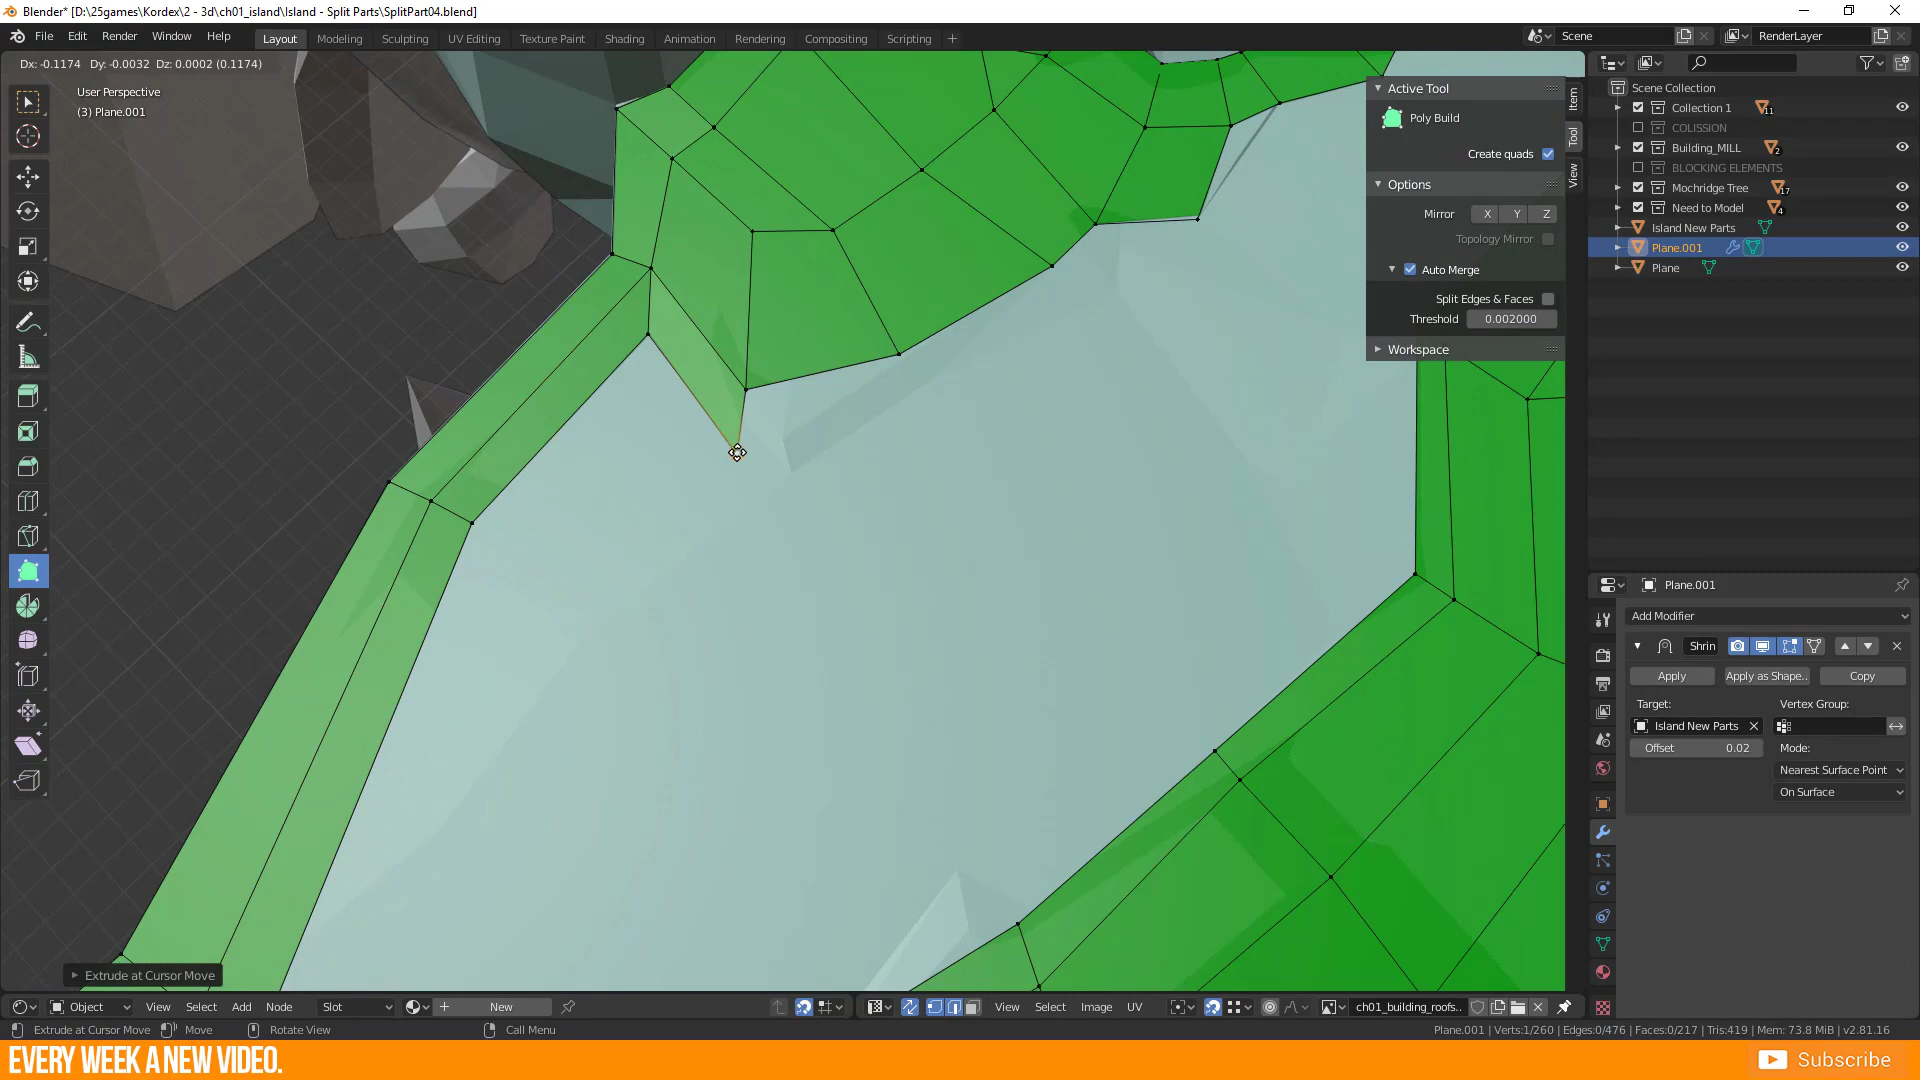 Blender* [D:\25games\Kordex\2 - 3d\ch01_island\Island - Split Parts\SplitPart04.blend]
File Edit Render Window Help Layout Modeling Sculpting UV Editing Texture Paint Shading Animation Rendering Compositing Scripting + Scene RenderLayer
Dx: -0.1174 Dy: -0.0032 Dz: 0.0002 (0.1174)
User Perspective
(3) Plane.001
Active Tool
Poly Build
Create quads
Options
Mirror X Y Z
Topology Mirror
Auto Merge
Split Edges & Faces
Threshold 0.002000
Workspace
Item
Tool
View
Scene Collection
Collection 1 11
COLISSION
Building_MILL 2
BLOCKING ELEMENTS
Mochridge Tree 17
Need to Model 4
Island New Parts
Plane.001
Plane
Plane.001
Add Modifier
Shrin
Apply Apply as Shape.. Copy
Target: Vertex Group:
Island New Parts
Offset 0.02 Mode:
Nearest Surface Point
On Surface
Extrude at Cursor Move
Object View Select Add Node Slot New View Select Image UV ch01_building_roofs..
Extrude at Cursor Move Move Rotate View Call Menu Plane.001 | Verts:1/260 | Edges:0/476 | Faces:0/217 | Tris:419 | Mem: 73.8 MiB | v2.81.16
EVERY WEEK A NEW VIDEO. Subscribe